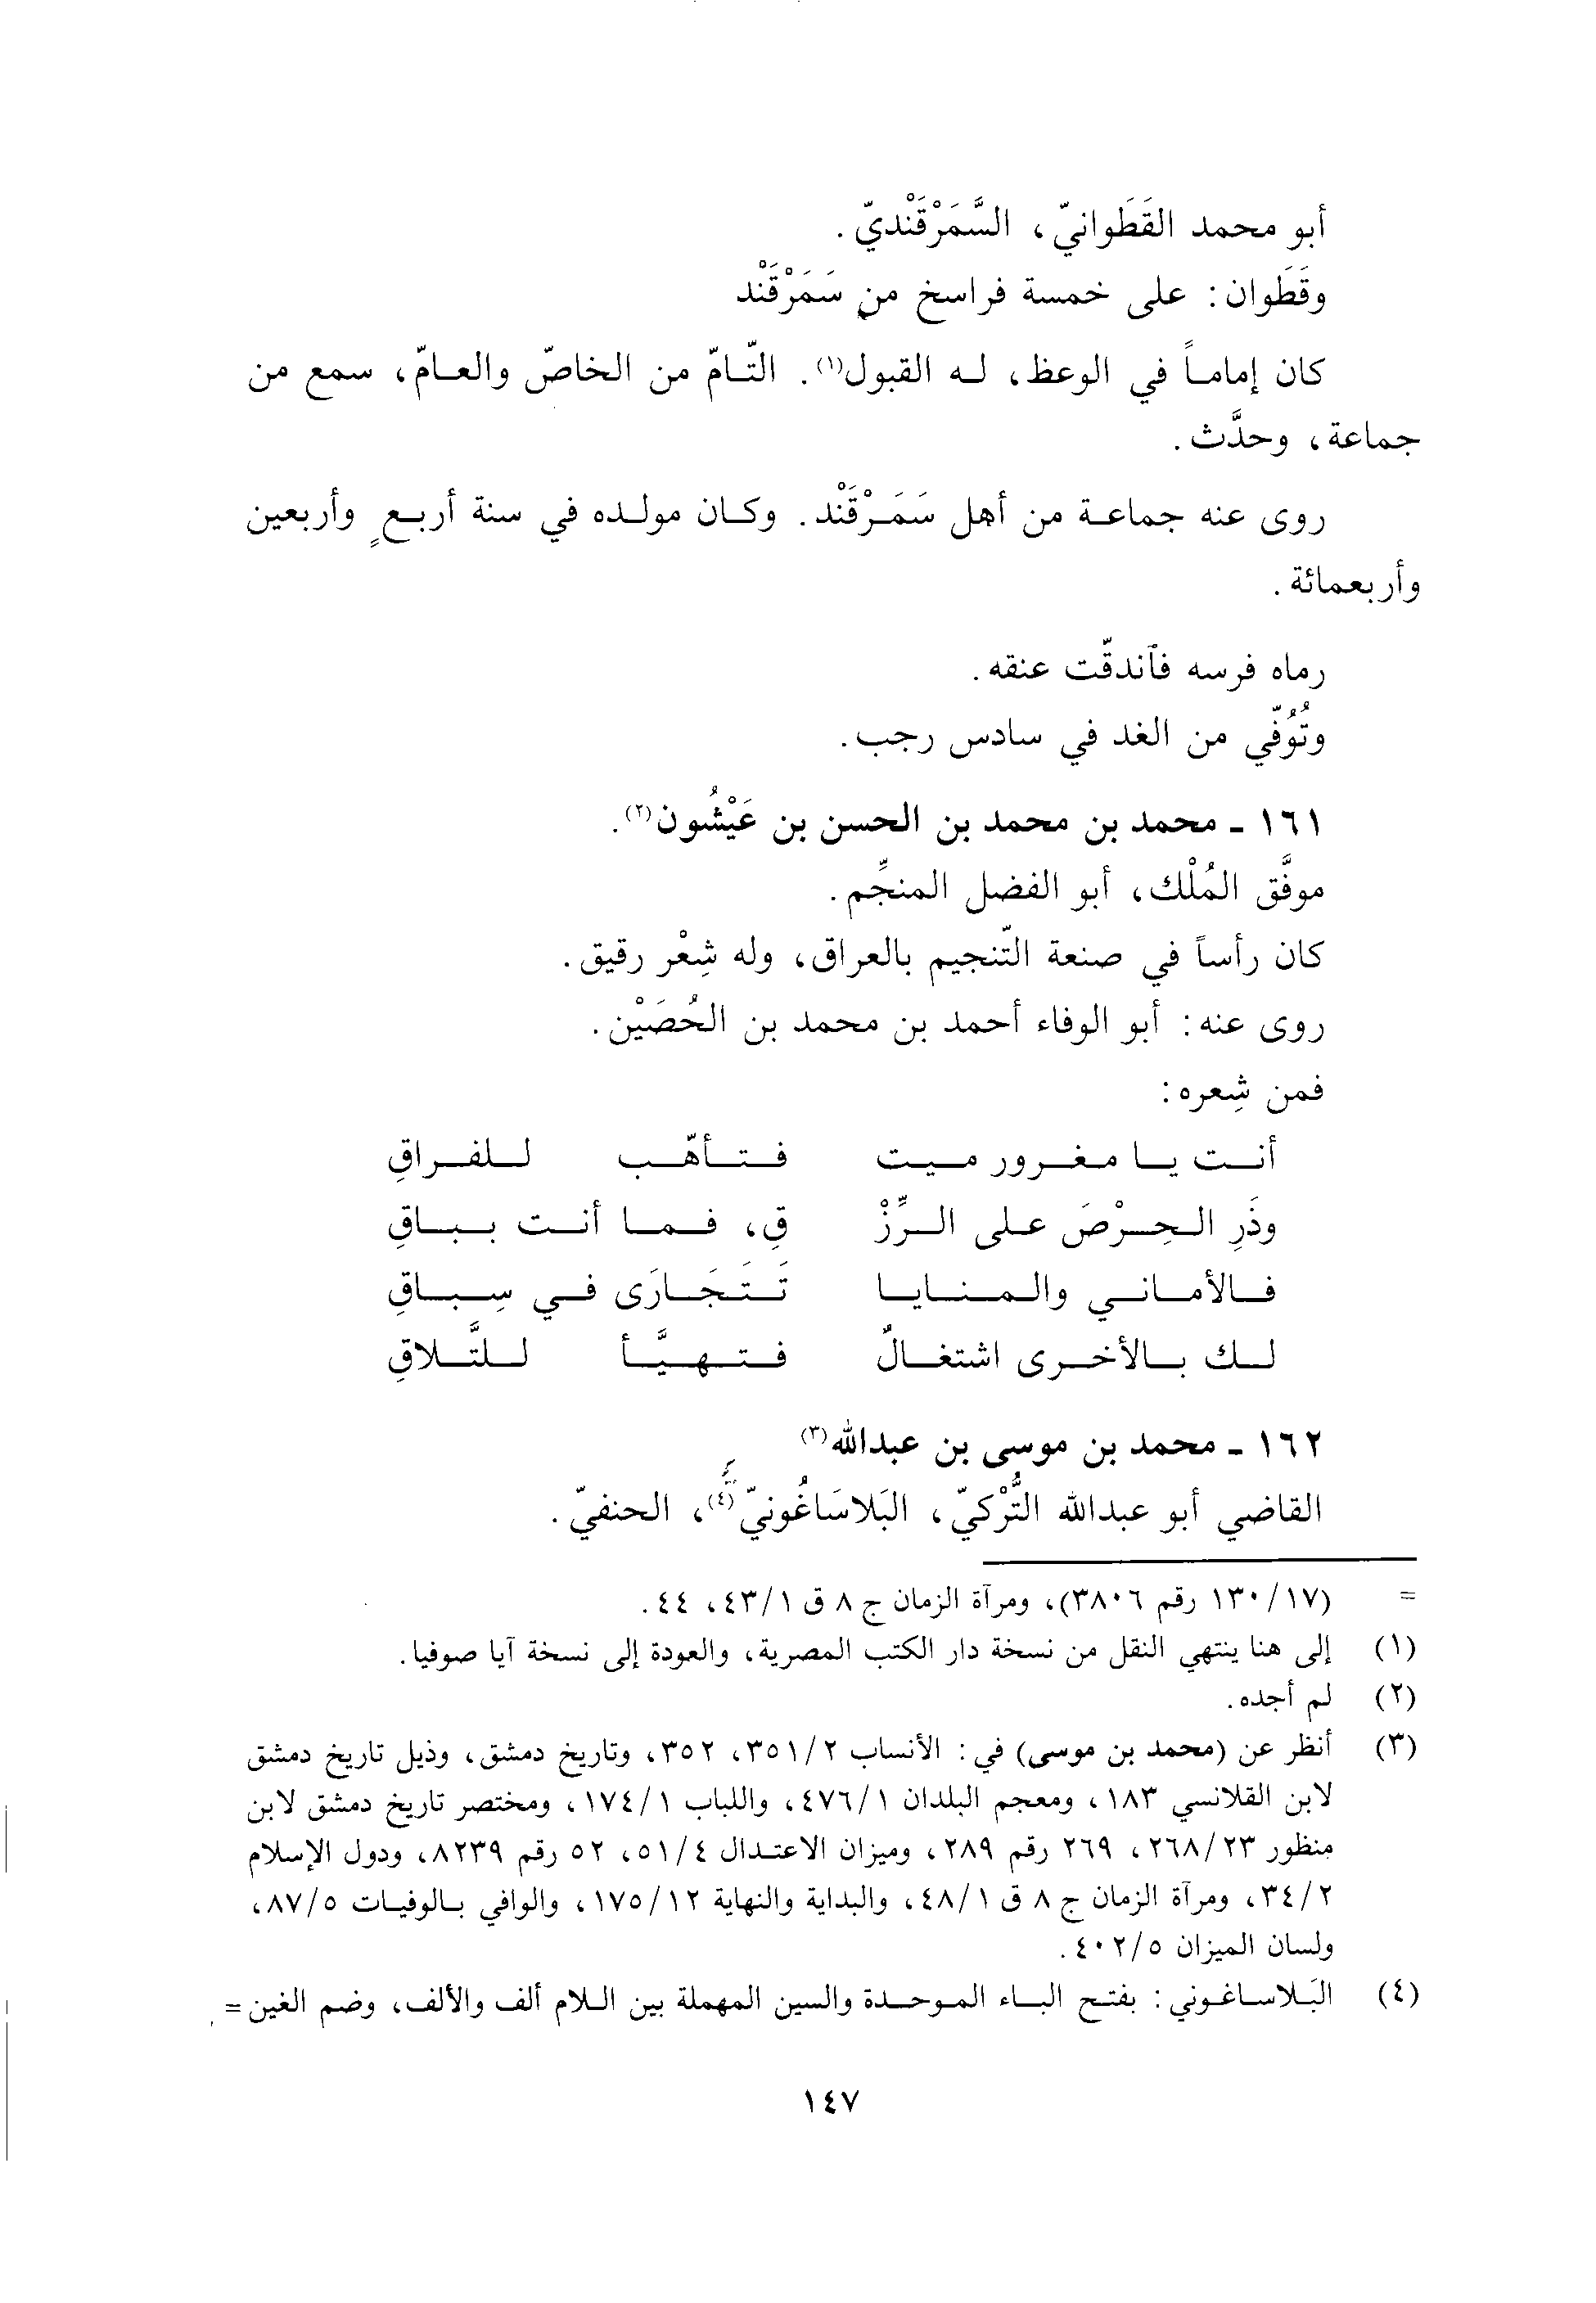 أبو محمد القَطَوانيّ، السَّمَرْقَنْديّ.
وقَطَوان: على خمسة فراسخ من سَمَرْقَنْد
كان إماماً في الوعظ، له القبول(١). التّامّ من الخاصّ والعامّ، سمع من
جماعة، وحدَّث.
روى عنه جماعة من أهل سَمَرْقَنْد. وكان مولده في سنة أربعٍ وأربعين
وأربعمائة.
رماه فرسه فآندقّت عنقه.
وتُوُفّي من الغد في سادس رجب.
١٦١ - محمد بن محمد بن الحسن بن عَيْشُون(٢).
موفَّق المُلْك، أبو الفضل المنجِّم.
كان رأساً في صنعة التّنجيم بالعراق، وله شِعْر رقيق.
روى عنه: أبو الوفاء أحمد بن محمد بن الحُصَيْن.
فمن شِعره:
أنت يا مغرور ميت فتأهّب للفراقِ
وذَرِ الحِرْصَ على الرِّزْ قِ، فما أنت بباقِ
فالأماني والمنايا تَتَجَارَى في سِباقِ
لك بالأخرى اشتغالٌ فتهيَّأ للتَّلاقِ
١٦٢ - محمد بن موسى بن عبدالله(٣)
القاضي أبو عبدالله التُّرْكيّ، البَلاسَاغُونيّ(٤)، الحنفيّ.
= (١٧/ ١٣٠ رقم ٣٨٠٦)، ومرآة الزمان ج ٨ ق ١/ ٤٣، ٤٤.
(١) إلى هنا ينتهي النقل من نسخة دار الكتب المصرية، والعودة إلى نسخة آيا صوفيا.
(٢) لم أجده.
(٣) أنظر عن (محمد بن موسى) في: الأنساب ٢/ ٣٥١، ٣٥٢، وتاريخ دمشق، وذيل تاريخ دمشق
لابن القلانسي ١٨٣، ومعجم البلدان ١/ ٤٧٦، واللباب ١/ ١٧٤، ومختصر تاريخ دمشق لابن
منظور ٢٣/ ٢٦٨، ٢٦٩ رقم ٢٨٩، وميزان الاعتدال ٤/ ٥١، ٥٢ رقم ٨٢٣٩، ودول الإسلام
٢/ ٣٤، ومرآة الزمان ج ٨ ق ١/ ٤٨، والبداية والنهاية ١٢/ ١٧٥، والوافي بالوفيات ٥/ ٨٧،
ولسان الميزان ٥/ ٤٠٢.
(٤) البَلاساغوني: بفتح الباء الموحدة والسين المهملة بين اللام ألف والألف، وضم الغين =
١٤٧